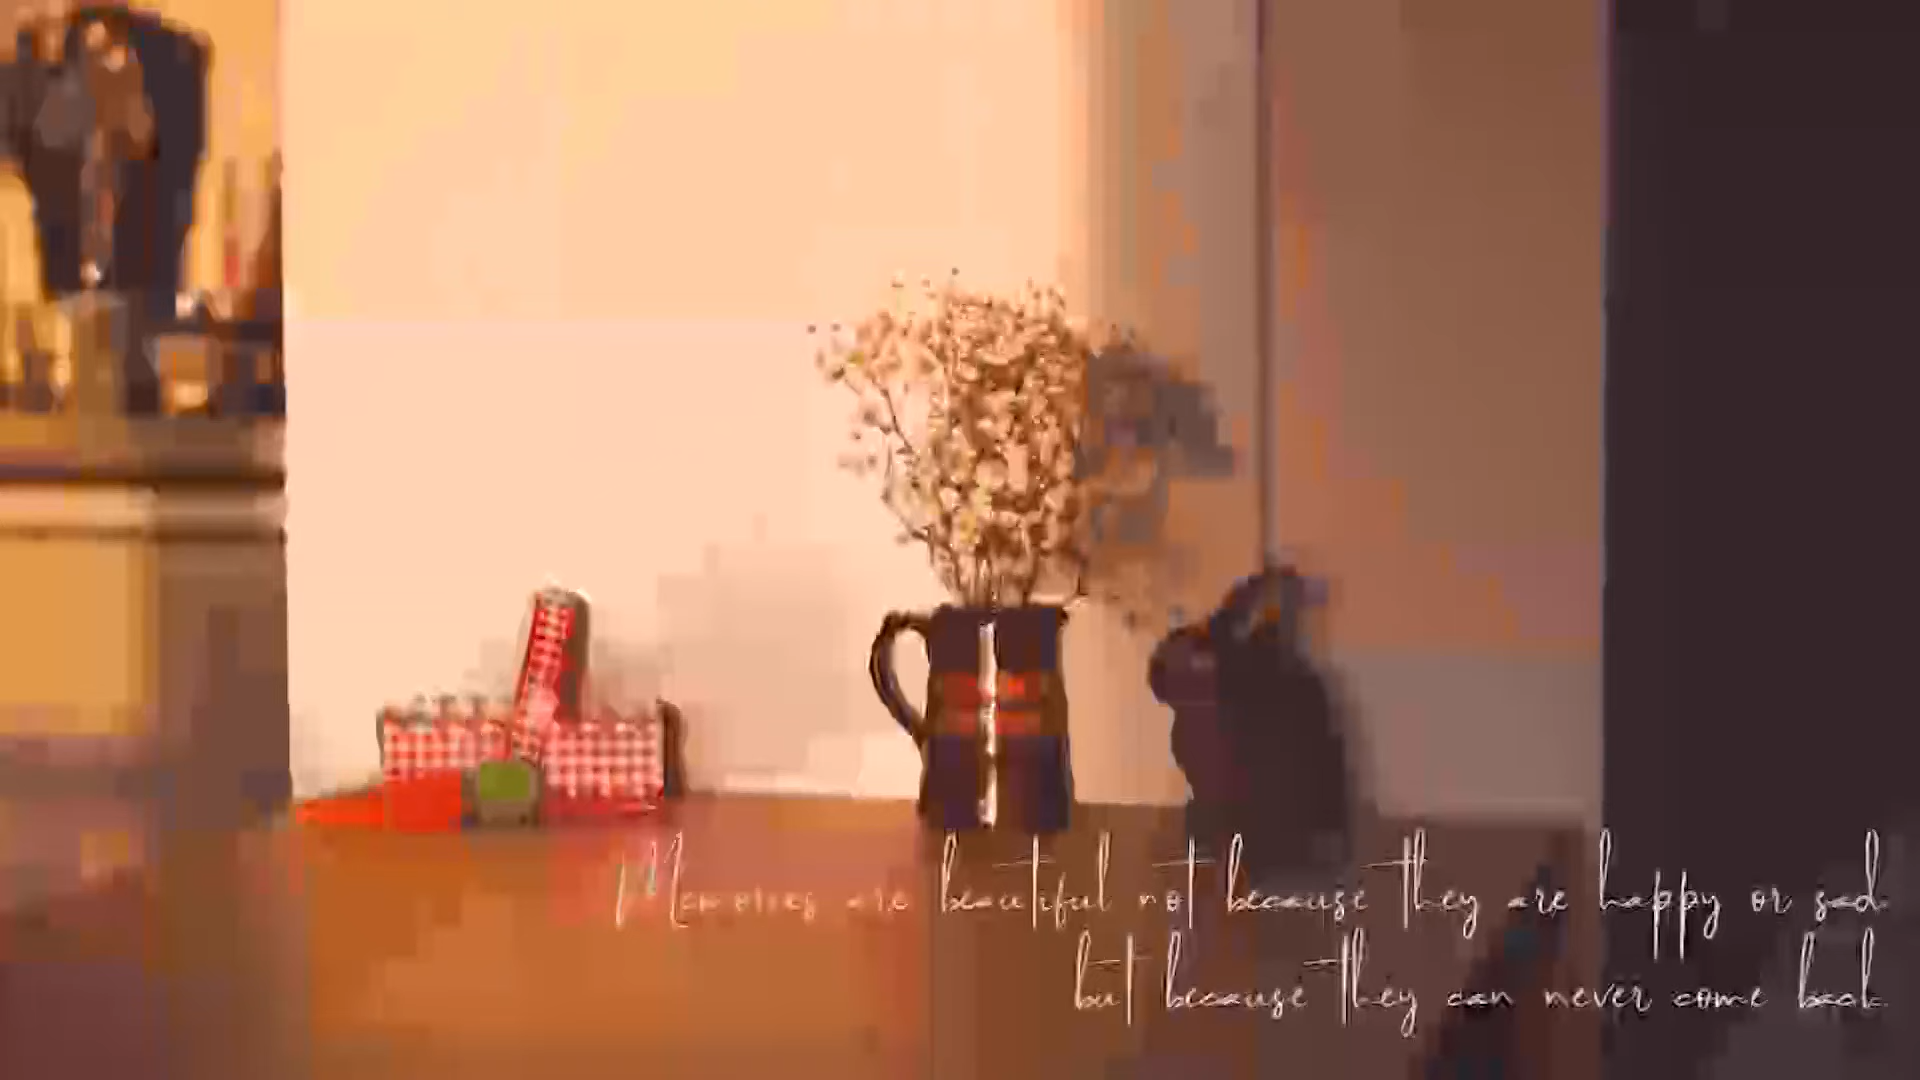 Memories are beautiful not because they are happy or sad
but because they can never come back.